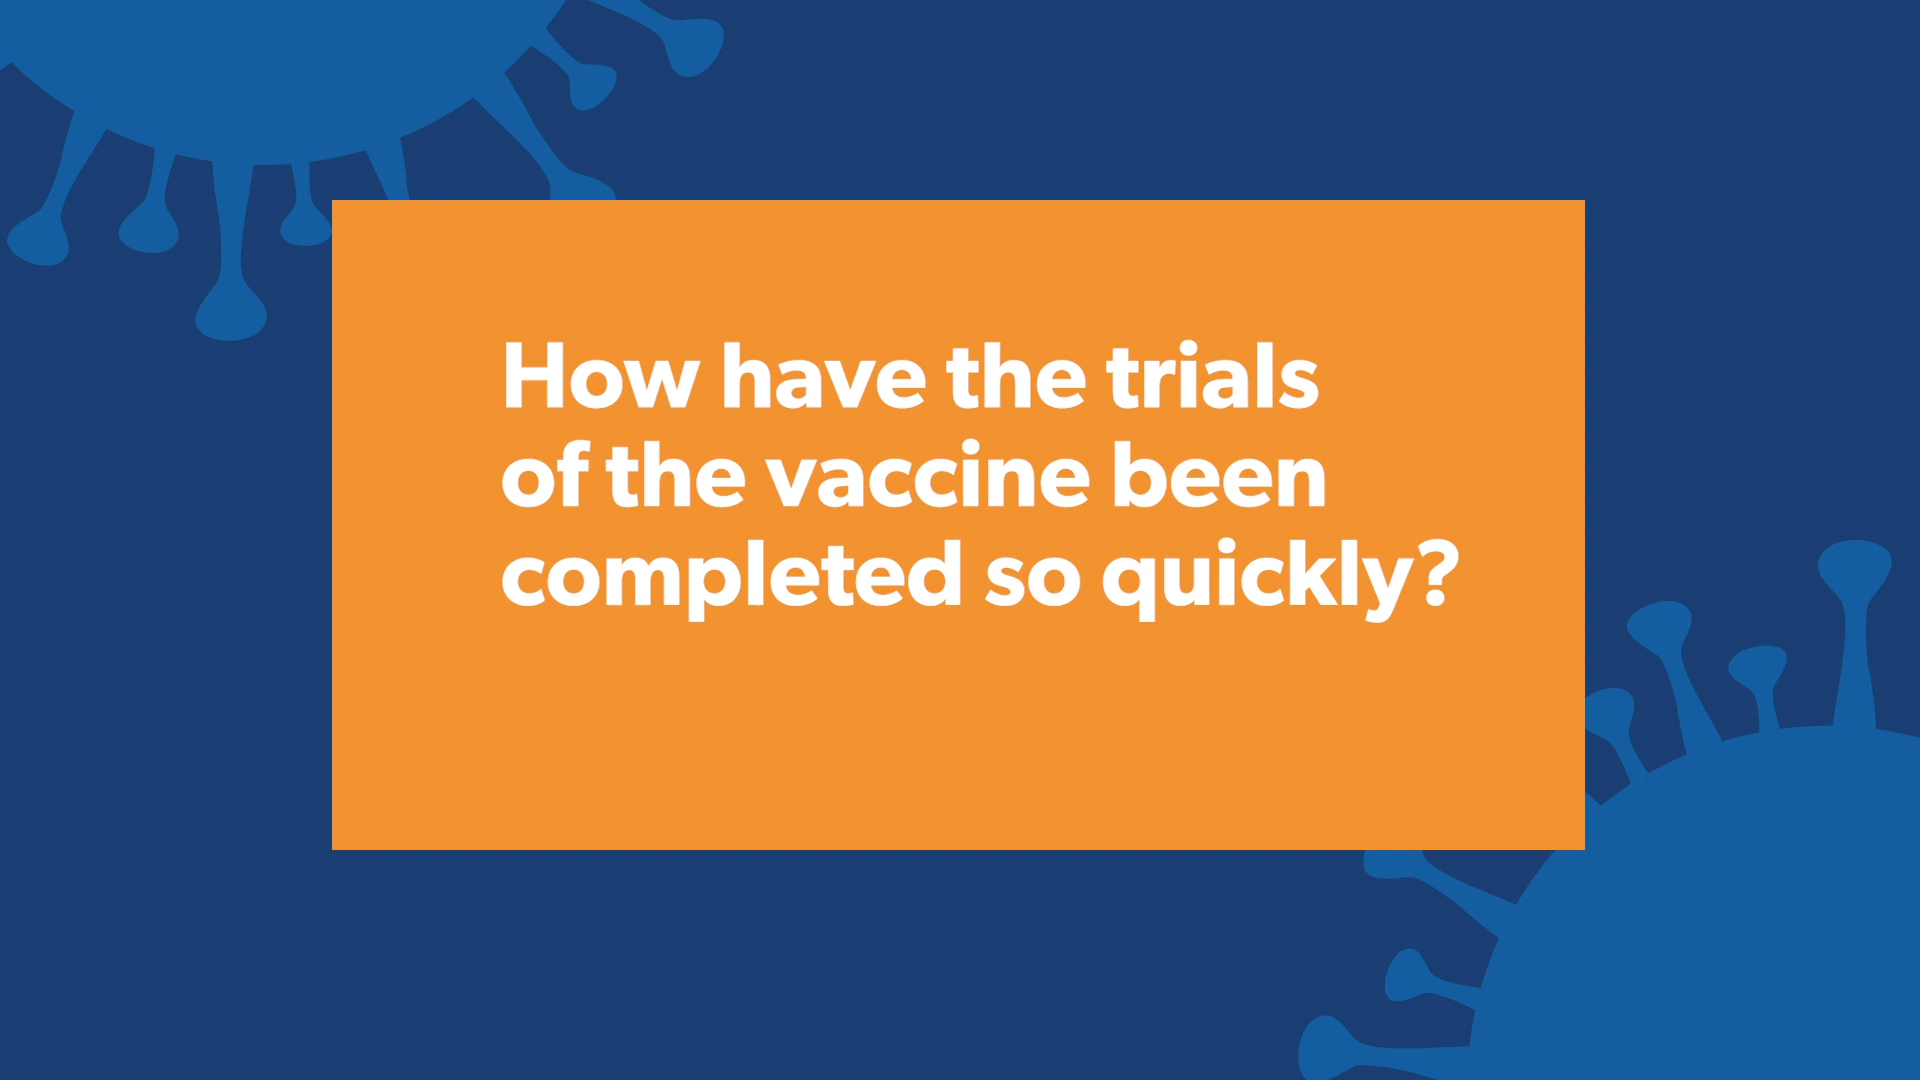 How have the trials
of the vaccine been
completed so quickly?